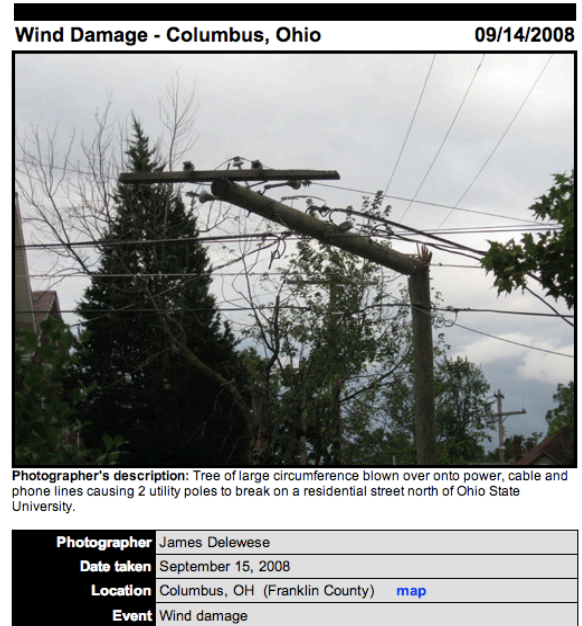 Wind Damage - Columbus, Ohio 09/14/2008
Photographer's description: Tree of large circumference blown over onto power, cable and
phone lines causing 2 utility poles to break on a residential street north of Ohio State
University.
Photographer James Delewese
Date taken September 15, 2008
Location Columbus, OH (Franklin County) map
Event Wind damage